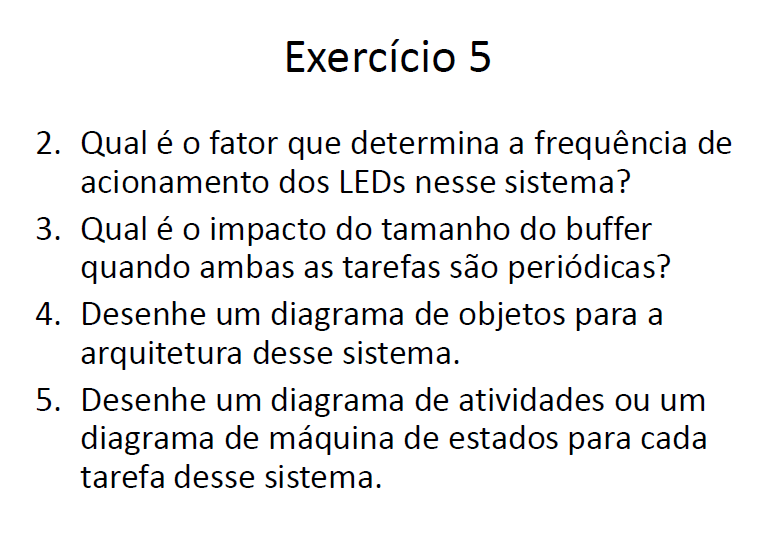 Exercício 5
2. Qual é o fator que determina a frequência de
acionamento dos LEDs nesse sistema?
3. Qual é o impacto do tamanho do buffer
quando ambas as tarefas são periódicas?
4. Desenhe um diagrama de objetos para a
arquitetura desse sistema.
5. Desenhe um diagrama de atividades ou um
diagrama de máquina de estados para cada
tarefa desse sistema.